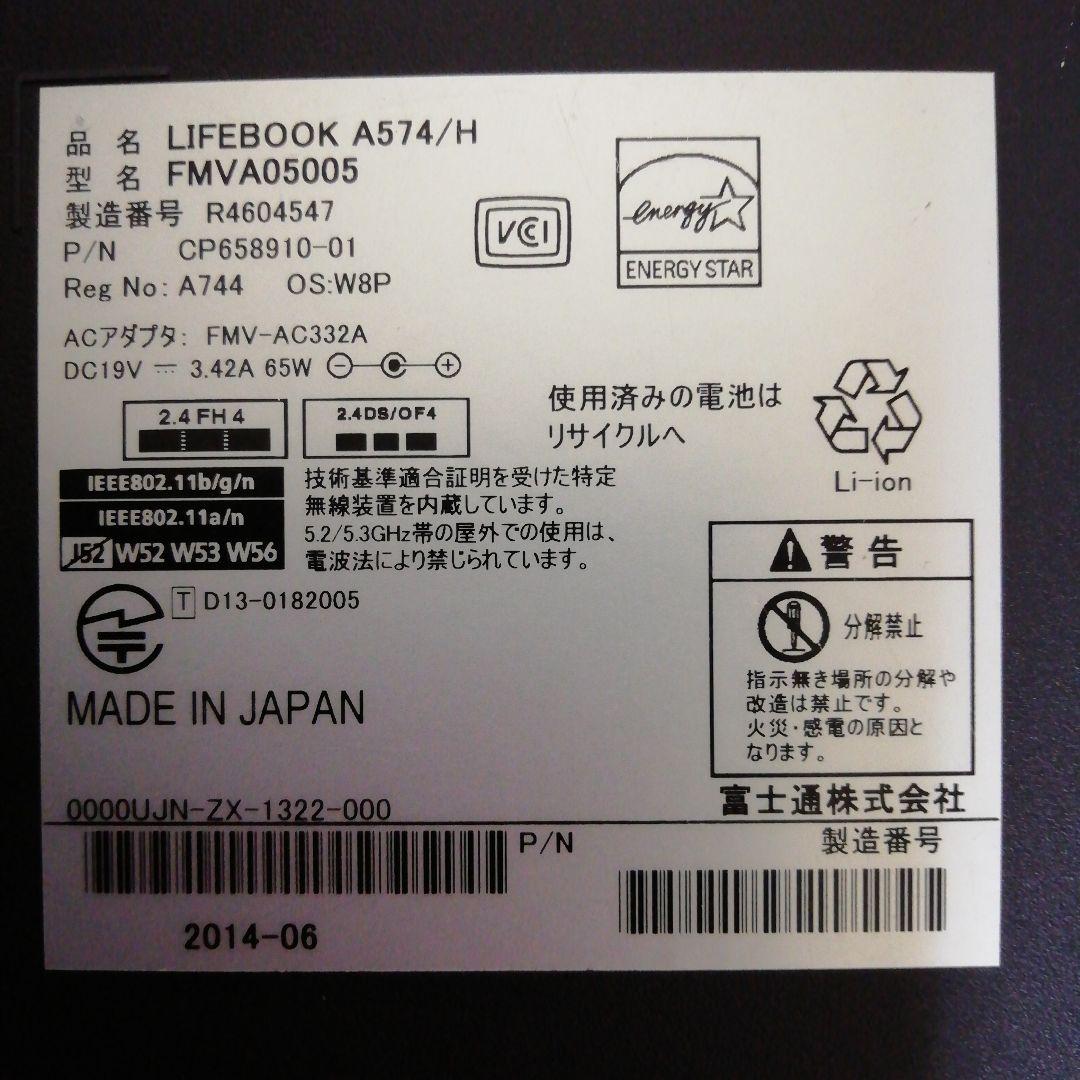 品名 LIFEBOOK A574/H
型名 FMVA05005
製造番号 R4604547
P/N CP658910-01
Reg No: A744 OS:W8P
VCI
energy
ENERGY STAR
ACアダプタ: FMV-AC332A
DC19V ⎓ 3.42A 65W
2.4 FH 4
2.4DS/OF4
IEEE802.11b/g/n
IEEE802.11a/n
J52 W52 W53 W56
技術基準適合証明を受けた特定
無線装置を内蔵しています。
5.2/5.3GHz帯の屋外での使用は、
電波法により禁じられています。
使用済みの電池は
リサイクルへ
Li-ion
T D13-0182005
MADE IN JAPAN
警告
分解禁止
指示無き場所の分解や
改造は禁止です。
火災・感電の原因と
なります。
0000UJN-ZX-1322-000
富士通株式会社
P/N
製造番号
2014-06